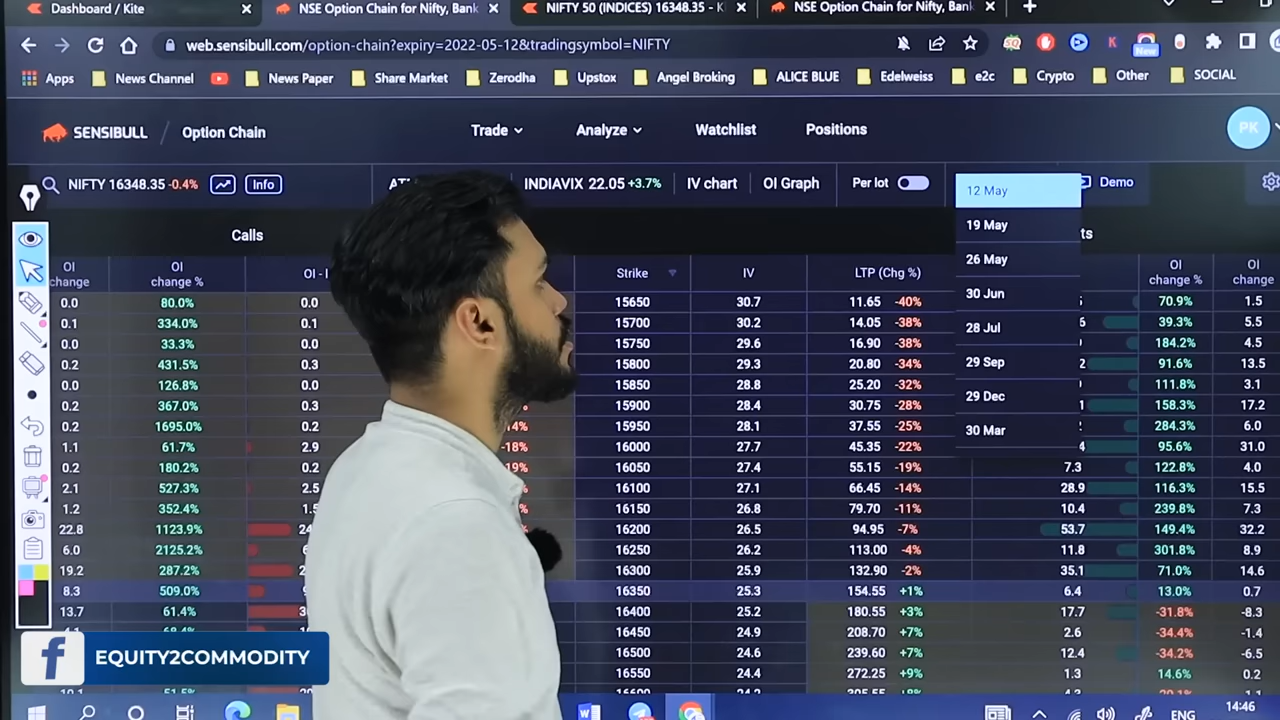 Dashboard / Kite
NSE Option Chain for Nifty, Bank
NIFTY 50 (INDICES) 16348.35 - K
NSE Option Chain for Nifty, Bank
web.sensibull.com/option-chain?expiry=2022-05-12&tradingsymbol=NIFTY
New
Apps News Channel News Paper Share Market Zerodha Upstox Angel Broking ALICE BLUE Edelweiss e2c Crypto Other SOCIAL
SENSIBULL / Option Chain Trade Analyze Watchlist Positions PK
NIFTY 16348.35 -0.4% Info INDIAVIX 22.05 +3.7% IV chart OI Graph Per lot 12 May Demo
19 May
Calls
26 May
OI change OI change % Strike IV LTP (Chg %) OI change % OI change
30 Jun
0.0 80.0% 0.0 15650 30.7 11.65 -40% 70.9% 1.5
0.1 334.0% 0.1 15700 30.2 14.05 -38% 28 Jul 39.3% 5.5
0.0 33.3% 0.0 15750 29.6 16.90 -38% 184.2% 4.5
0.2 431.5% 0.2 15800 29.3 20.80 -34% 29 Sep 91.6% 13.5
0.0 126.8% 0.0 15850 28.8 25.20 -32% 111.8% 3.1
0.2 367.0% 0.3 15900 28.4 30.75 -28% 29 Dec 158.3% 17.2
0.2 1695.0% 0.2 15950 28.1 37.55 -25% 30 Mar 284.3% 6.0
1.1 61.7% 2.9 -18% 16000 27.7 45.35 -22% 95.6% 31.0
0.2 180.2% 0.2 16050 27.4 55.15 -19% 7.3 122.8% 4.0
2.1 527.3% 2.5 16100 27.1 66.45 -14% 28.9 116.3% 15.5
1.2 352.4% 16150 26.8 79.70 -11% 10.4 239.8% 7.3
22.8 1123.9% 16200 26.5 94.95 -7% 53.7 149.4% 32.2
6.0 2125.2% 16250 26.2 113.00 -4% 11.8 301.8% 8.9
19.2 287.2% 16300 25.9 132.90 -2% 35.1 71.0% 14.6
8.3 509.0% 16350 25.3 154.55 +1% 6.4 13.0% 0.7
13.7 61.4% 16400 25.2 180.55 +3% 17.7 -31.8% -8.3
16450 24.9 208.70 +7% 2.6 -34.4% -1.4
16500 24.6 239.60 +7% 12.4 -34.2% -6.5
16550 24.4 272.25 +9% 1.3 14.6% 0.2
EQUITY2COMMODITY
ENG 14:46